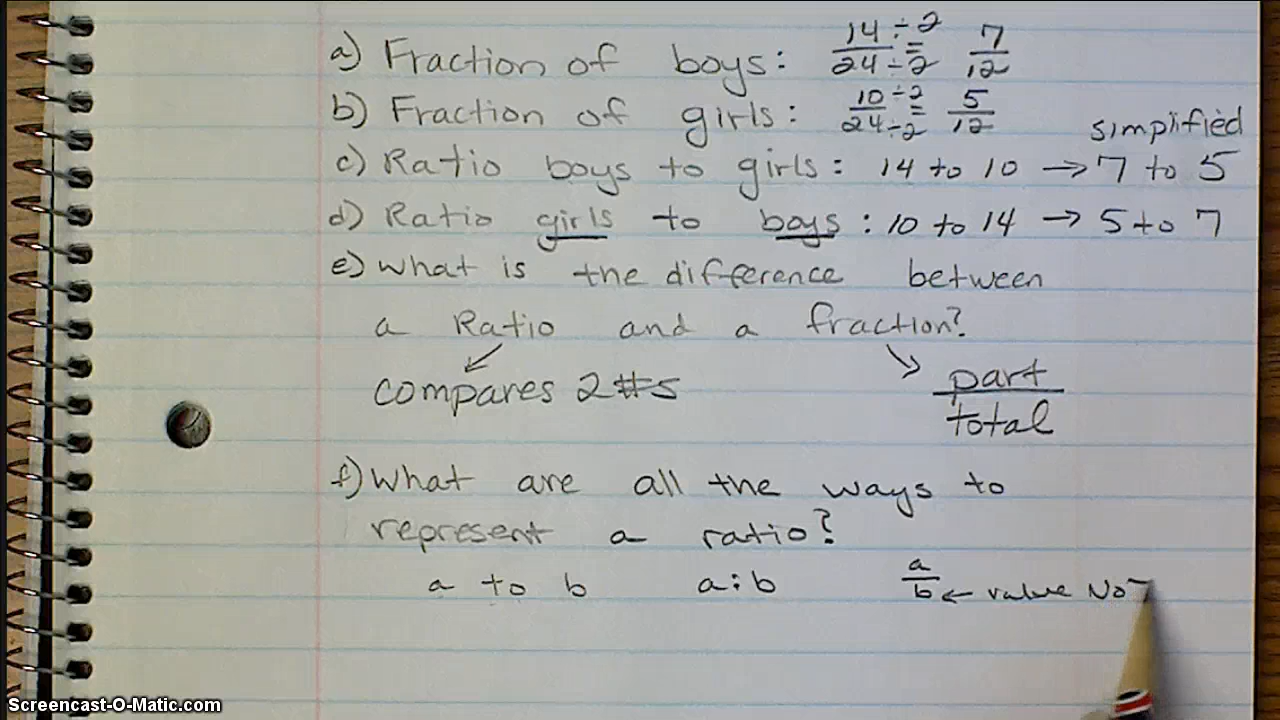 a) Fraction of boys: 14÷2/24÷2 = 7/12
b) Fraction of girls: 10÷2/24÷2 = 5/12
simplified
c) Ratio boys to girls: 14 to 10 → 7 to 5
d) Ratio girls to boys: 10 to 14 → 5 to 7
e) What is the difference between
a Ratio and a fraction?
compares 2 #s
part/total
f) What are all the ways to
represent a ratio?
a to b a:b a/b ← value NoT
Screencast-O-Matic.com